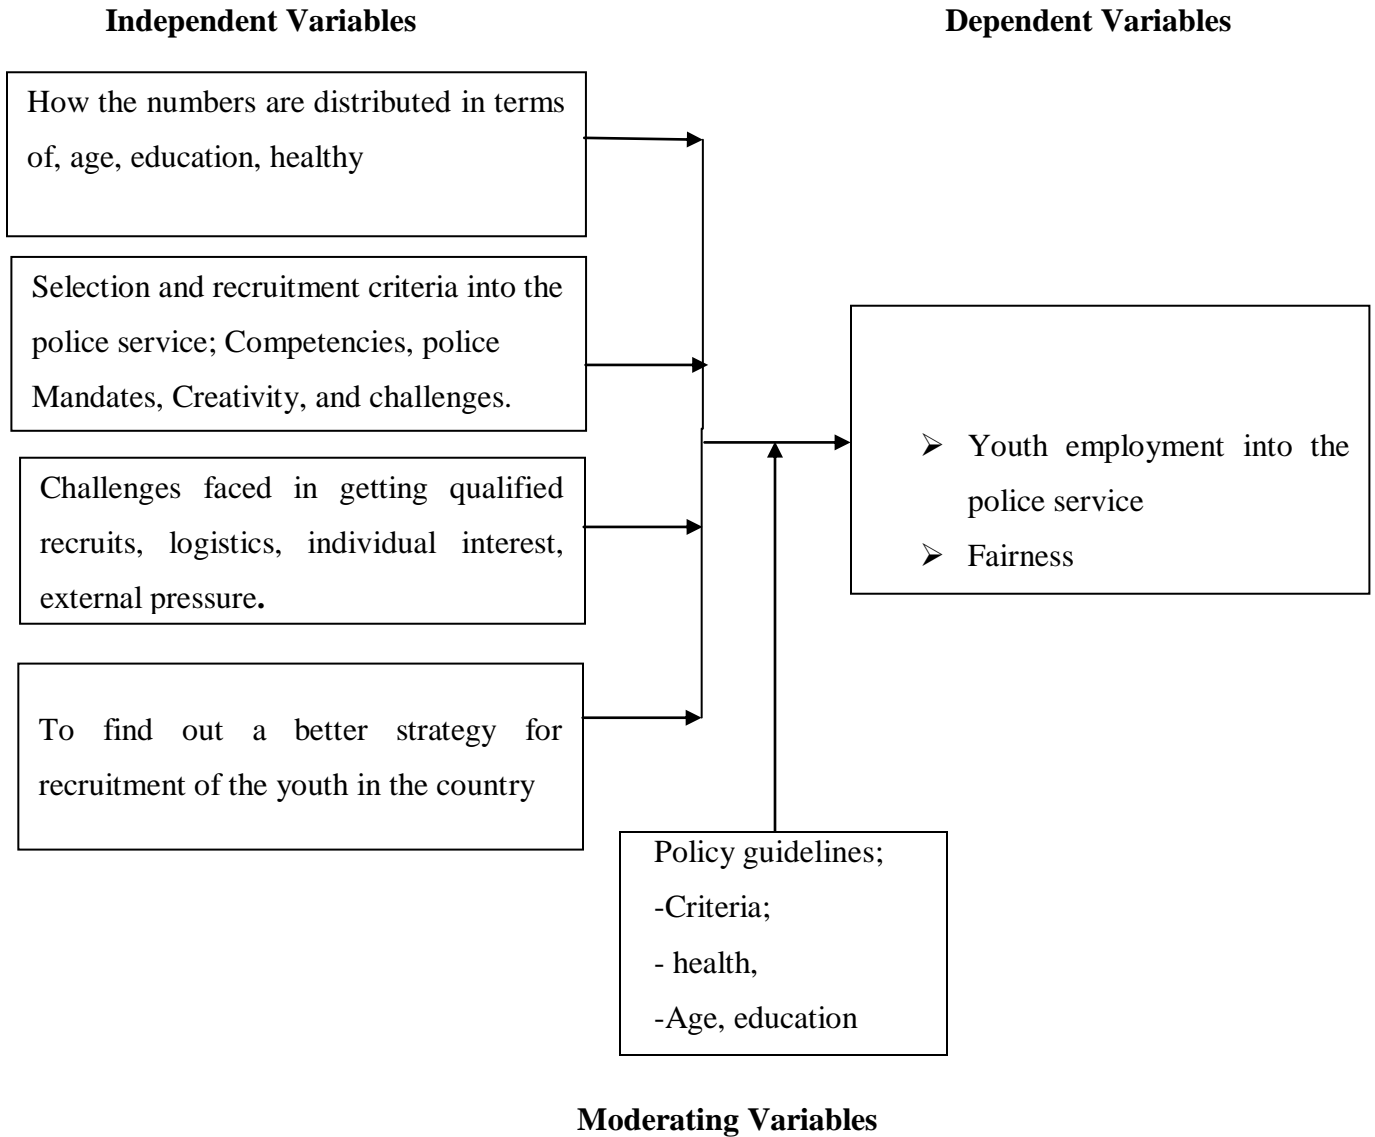 Independent Variables
Dependent Variables
How the numbers are distributed in terms
of, age, education, healthy
Selection and recruitment criteria into the
police service; Competencies, police
Mandates, Creativity, and challenges.
Challenges faced in getting qualified
recruits, logistics, individual interest,
external pressure.
To find out a better strategy for
recruitment of the youth in the country
➢ Youth employment into the
police service
➢ Fairness
Policy guidelines;
-Criteria;
- health,
-Age, education
Moderating Variables